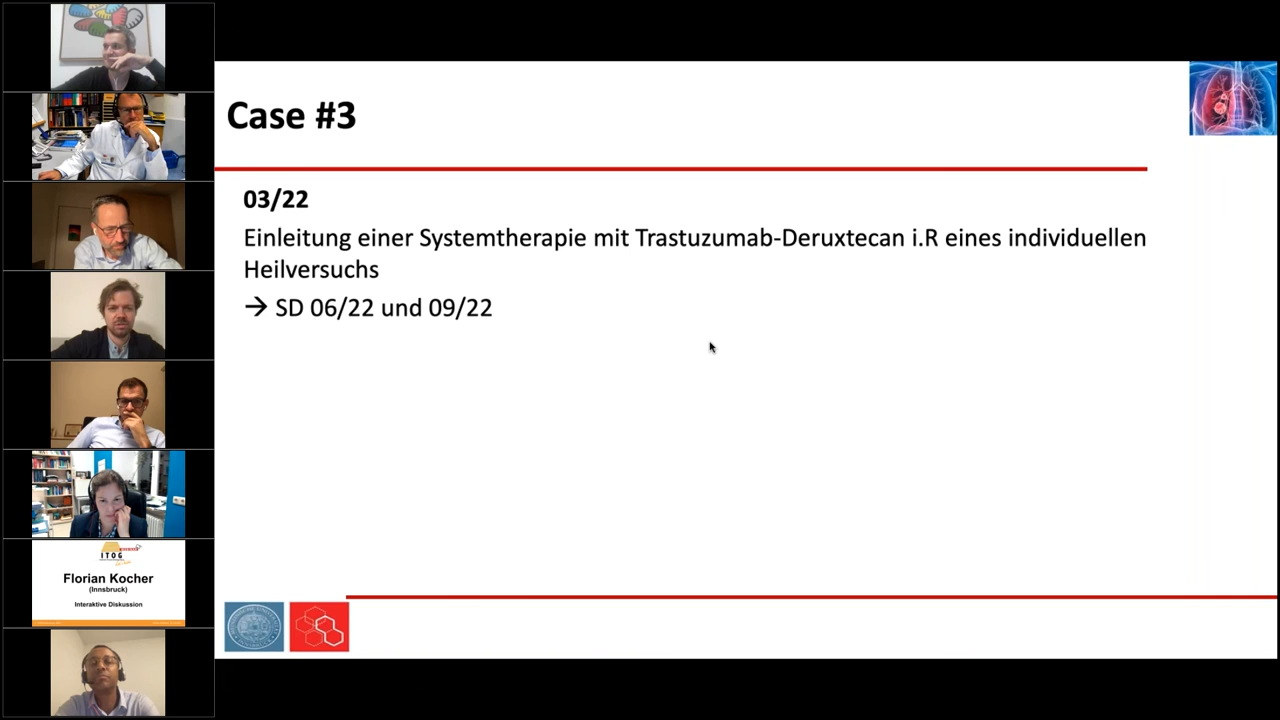 Case #3
03/22
Einleitung einer Systemtherapie mit Trastuzumab-Deruxtecan i.R eines individuellen
Heilversuchs
→ SD 06/22 und 09/22
ITOG
Florian Kocher
(Innsbruck)
Interaktive Diskussion